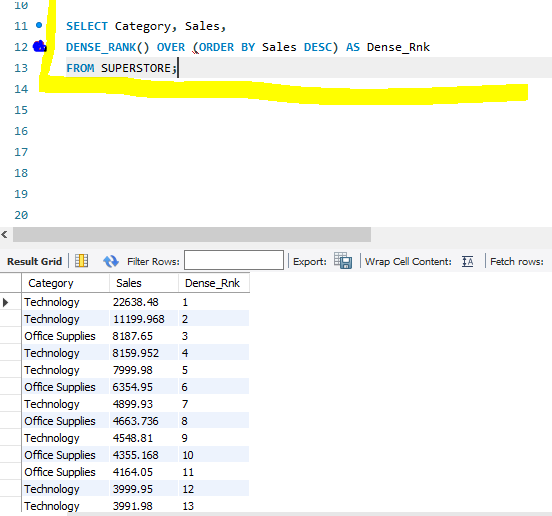 10
11 SELECT Category, Sales,
12 DENSE_RANK() OVER (ORDER BY Sales DESC) AS Dense_Rnk
13 FROM SUPERSTORE;
14
15
16
17
18
19
20
Result Grid Filter Rows: Export: Wrap Cell Content: IA Fetch rows:
Category Sales Dense_Rnk
Technology 22638.48 1
Technology 11199.968 2
Office Supplies 8187.65 3
Technology 8159.952 4
Technology 7999.98 5
Office Supplies 6354.95 6
Technology 4899.93 7
Office Supplies 4663.736 8
Technology 4548.81 9
Office Supplies 4355.168 10
Office Supplies 4164.05 11
Technology 3999.95 12
Technology 3991.98 13